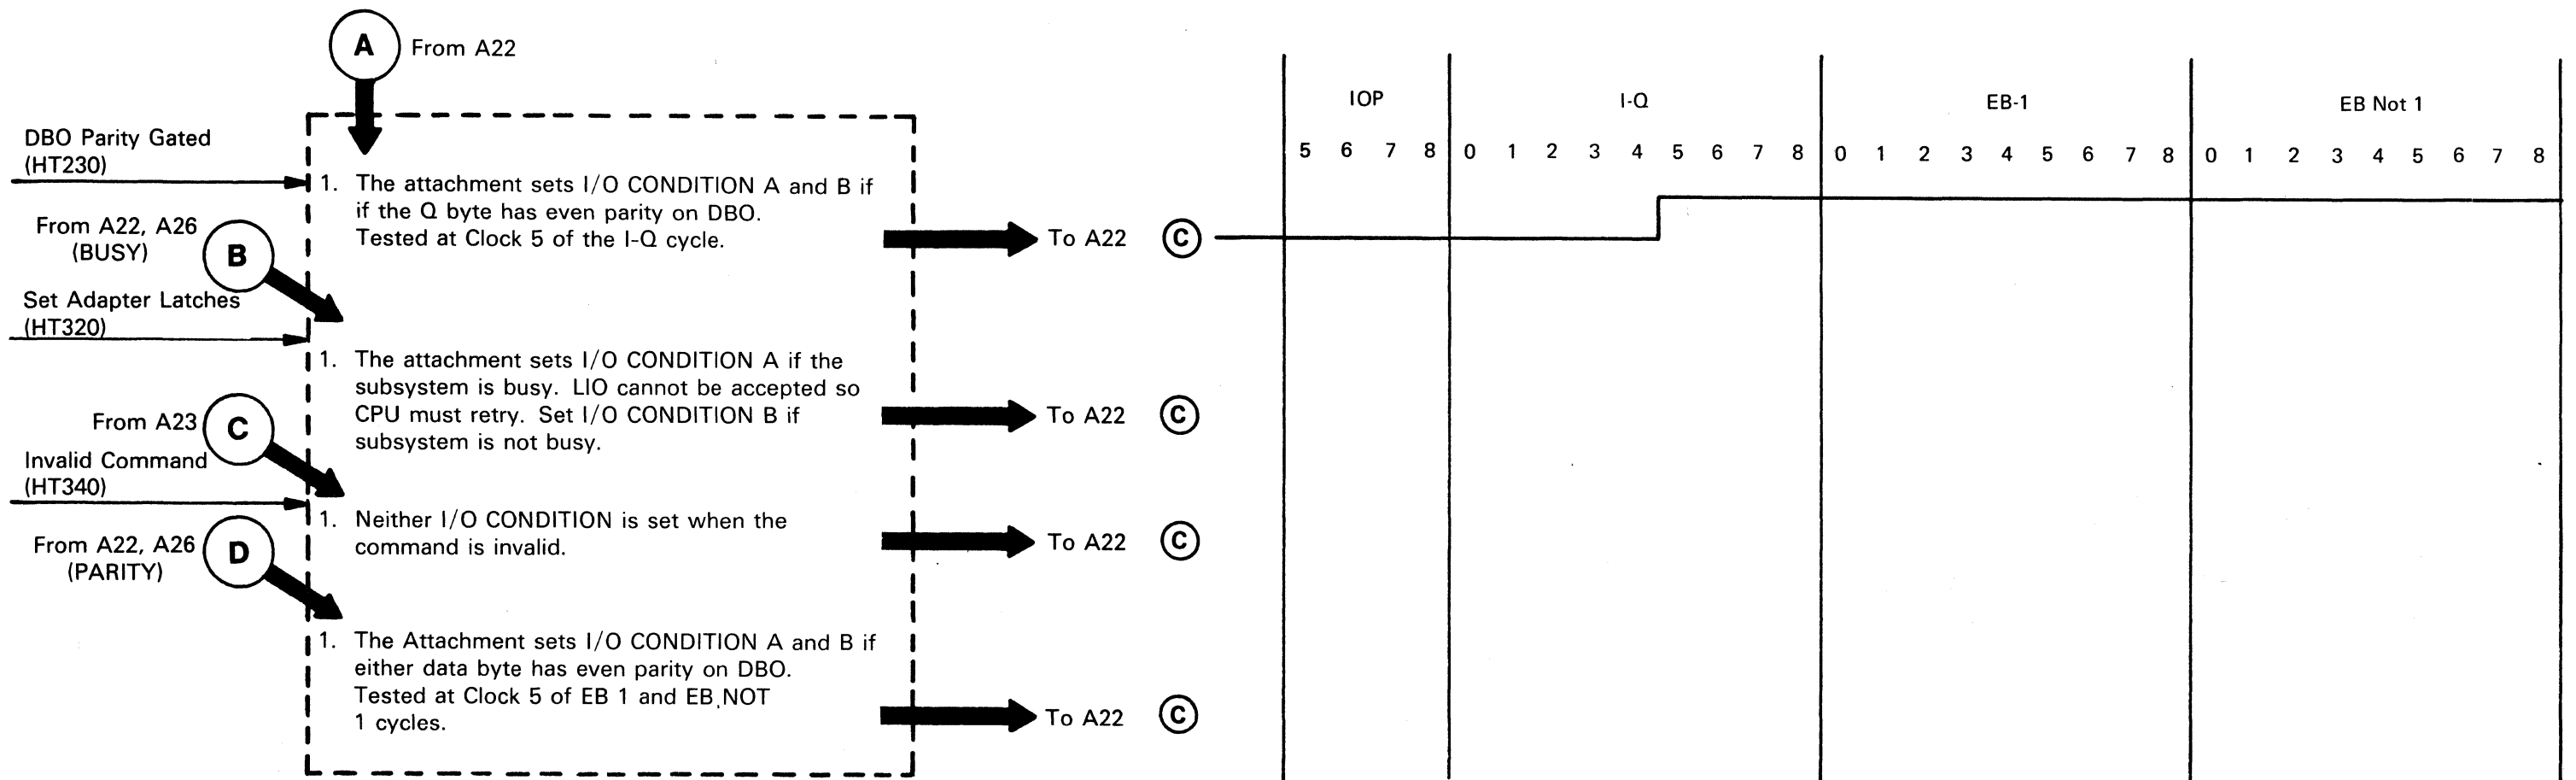 A From A22
DBO Parity Gated
(HT230)
1. The attachment sets I/O CONDITION A and B if
if the Q byte has even parity on DBO.
Tested at Clock 5 of the I-Q cycle.
To A22 C
From A22, A26
(BUSY)
B
Set Adapter Latches
(HT320)
1. The attachment sets I/O CONDITION A if the
subsystem is busy. LIO cannot be accepted so
CPU must retry. Set I/O CONDITION B if
subsystem is not busy.
To A22 C
From A23 C
Invalid Command
(HT340)
1. Neither I/O CONDITION is set when the
command is invalid.
To A22 C
From A22, A26
(PARITY)
D
1. The Attachment sets I/O CONDITION A and B if
either data byte has even parity on DBO.
Tested at Clock 5 of EB 1 and EB NOT
1 cycles.
To A22 C
IOP I-Q EB-1 EB Not 1
5 6 7 8 0 1 2 3 4 5 6 7 8 0 1 2 3 4 5 6 7 8 0 1 2 3 4 5 6 7 8